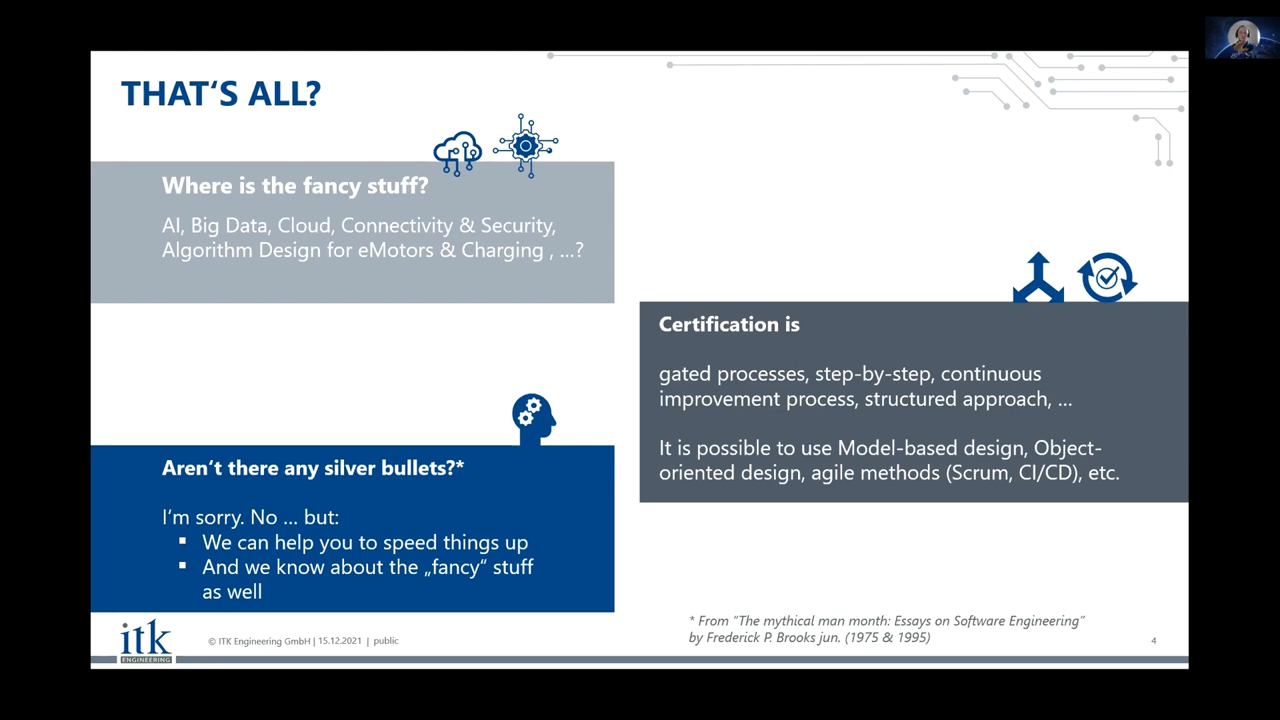 THAT‘S ALL?
Where is the fancy stuff?
AI, Big Data, Cloud, Connectivity & Security,
Algorithm Design for eMotors & Charging , ...?
Certification is
gated processes, step-by-step, continuous
improvement process, structured approach, ...
It is possible to use Model-based design, Object-
oriented design, agile methods (Scrum, CI/CD), etc.
Aren‘t there any silver bullets?*
I‘m sorry. No ... but:
▪ We can help you to speed things up
▪ And we know about the „fancy“ stuff
as well
* From “The mythical man month: Essays on Software Engineering”
by Frederick P. Brooks jun. (1975 & 1995)
itk
ENGINEERING
© ITK Engineering GmbH | 15.12.2021 | public
4